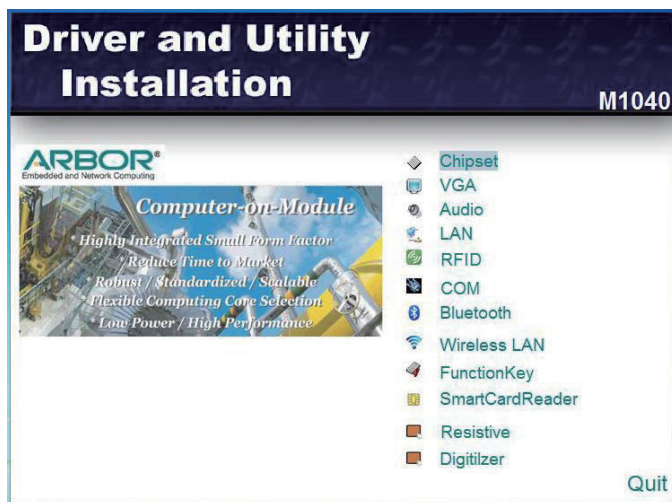 Driver and Utility
Installation
M1040
ARBOR®
Embedded and Network Computing
Computer-on-Module
* Highly Integrated Small Form Factor
* Reduce Time to Market
* Robust / Standardized / Scalable
* Flexible Computing Core Selection
* Low Power / High Performance
Chipset
VGA
Audio
LAN
RFID
COM
Bluetooth
Wireless LAN
FunctionKey
SmartCardReader
Resistive
Digitilzer
Quit